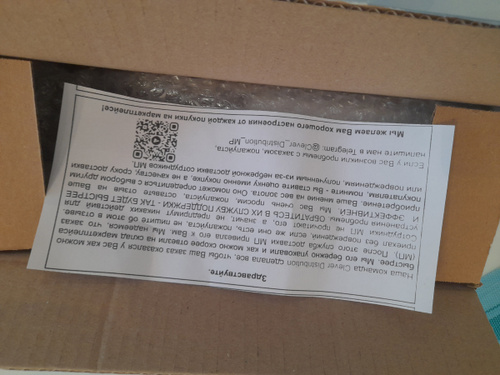 Здравствуйте.
Наша команда Clever Distribution сделала все, чтобы Ваш заказ оказался у Вас как можно
быстрее. Мы его бережно упаковали и как можно скорее отвезли на склад маркетплейса
(МП). После этого служба доставки МП привезла его к Вам. Мы надеемся, что заказ
приехал без повреждений, если же они есть, пожалуйста, не пишите об этом в отзыве.
Сотрудники МП не прочитают его, а значит, не предпримут никаких действий для
устранения проблемы. ОБРАТИТЕСЬ В ИХ СЛУЖБУ ПОДДЕРЖКИ- ТАК БУДЕТ БЫСТРЕЕ
И ЭФФЕКТИВНЕЙ. Мы Вас очень просим, пожалуйста, оставьте отзыв на Ваше
приобретение. Ваше мнение на вес золота. Оно поможет определиться с выбором другим
покупателям, помните - Вы ставите оценку именно покупке, а не качеству, сроку доставки
или повреждениям, полученным из-за небрежной доставки сотрудников МП.
Если у Вас возникли проблемы с заказом, пожалуйста,
напишите нам в Telegram @Clever_Distribution_MP
Мы желаем Вам хорошего настроения от каждой покупки на маркетплейсе!